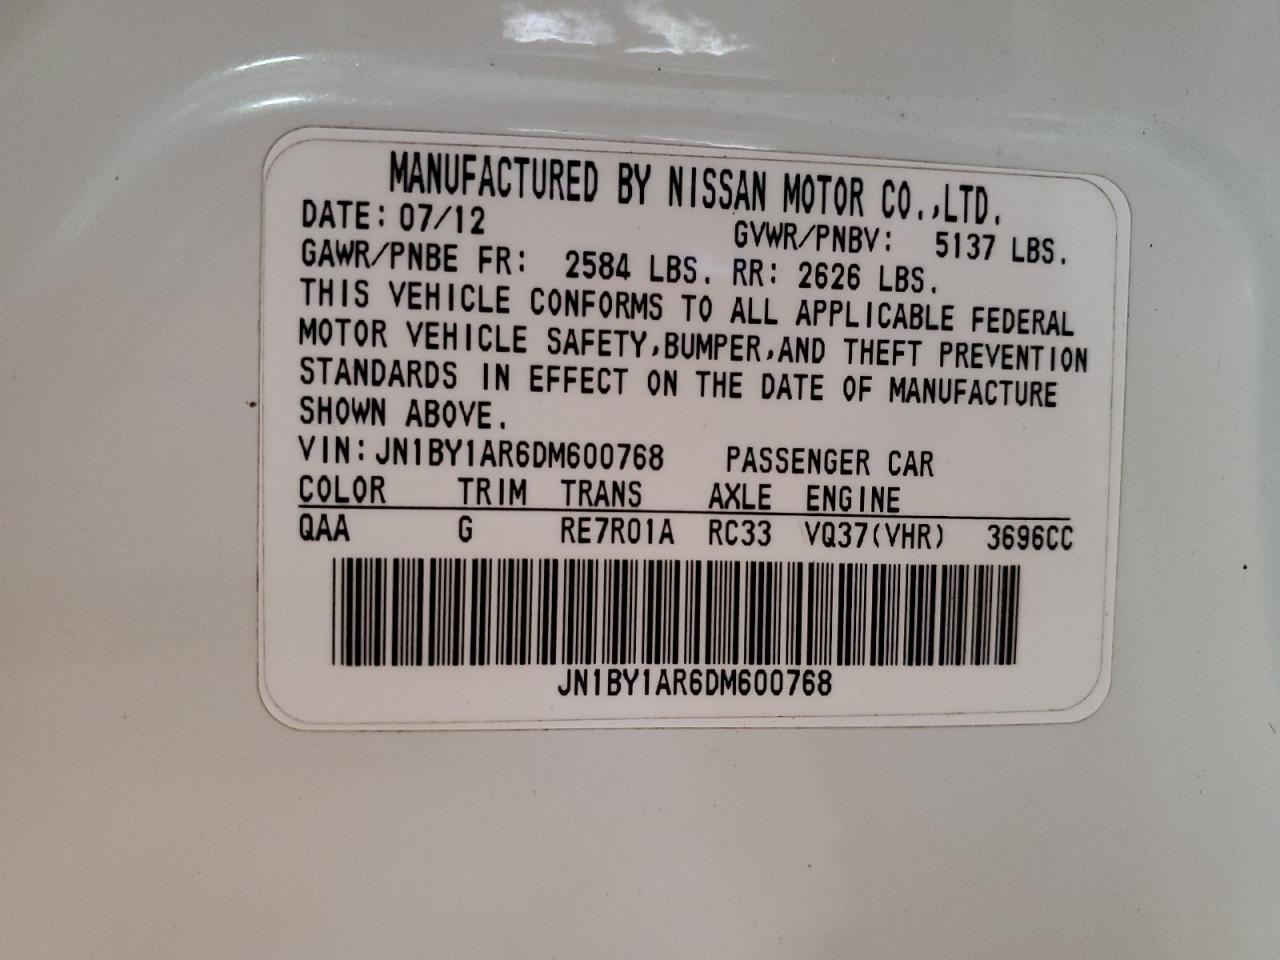 MANUFACTURED BY NISSAN MOTOR CO.,LTD.
DATE: 07/12 GVWR/PNBV: 5137 LBS.
GAWR/PNBE FR: 2584 LBS. RR: 2626 LBS.
THIS VEHICLE CONFORMS TO ALL APPLICABLE FEDERAL
MOTOR VEHICLE SAFETY,BUMPER,AND THEFT PREVENTION
STANDARDS IN EFFECT ON THE DATE OF MANUFACTURE
SHOWN ABOVE.
VIN:JN1BY1AR6DM600768 PASSENGER CAR
COLOR TRIM TRANS AXLE ENGINE
QAA G RE7R01A RC33 VQ37(VHR) 3696CC
JN1BY1AR6DM600768